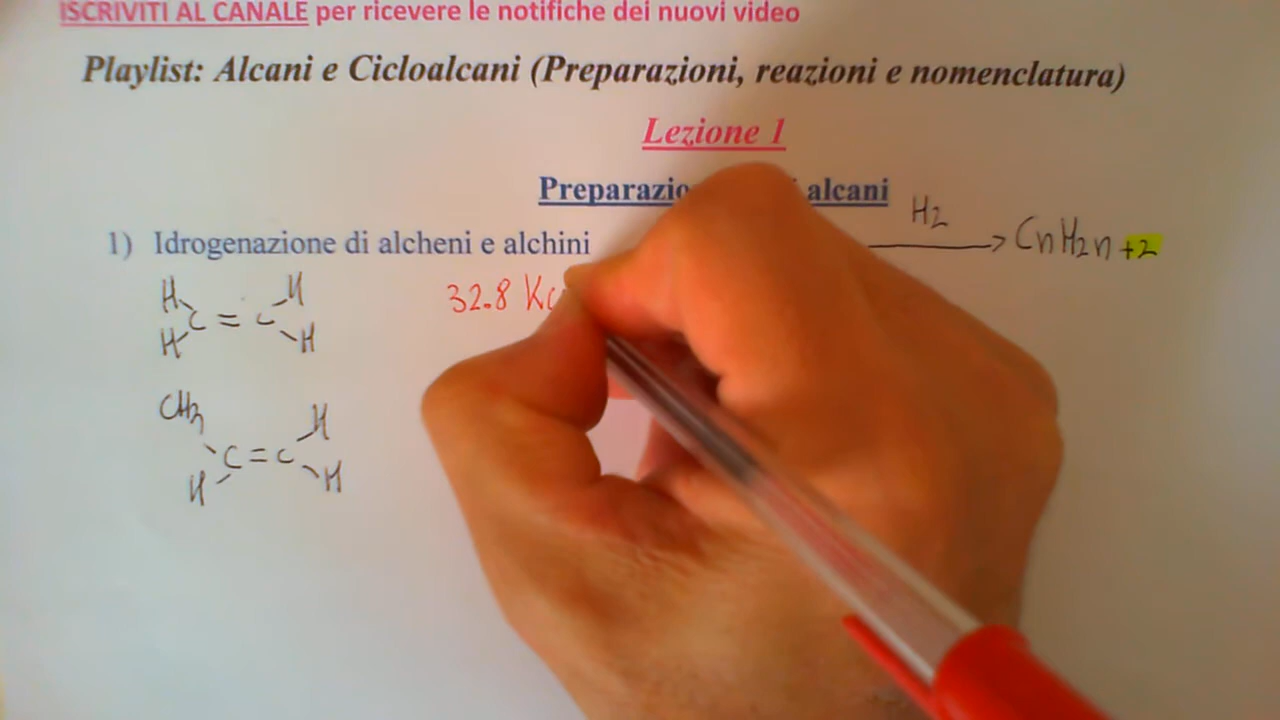 ISCRIVITI AL CANALE per ricevere le notifiche dei nuovi video
Playlist: Alcani e Cicloalcani (Preparazioni, reazioni e nomenclatura)
Lezione 1
alcani
1) Idrogenazione di alcheni e alchini
H2
CnH2n +2
H H
C = C
H H
32.8
CH3 H
C = C
H H